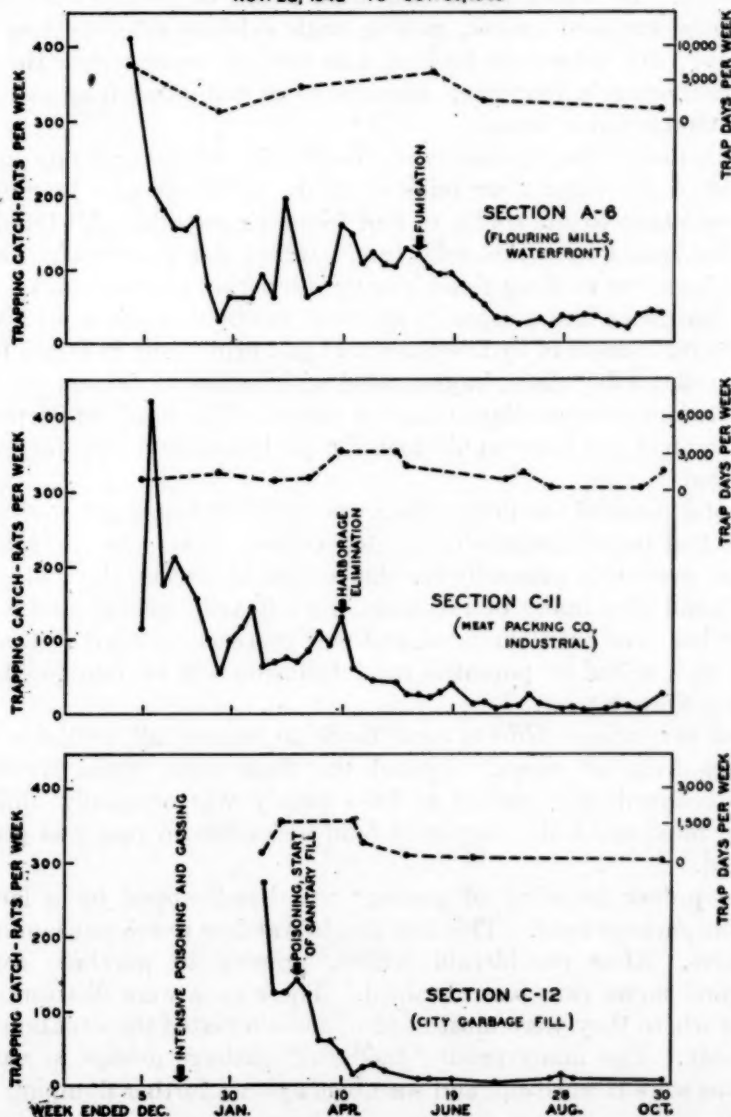 TRAPPING CATCH-RATS PER WEEK
400
300
200
100
0
10,000
5,000
0
TRAP DAYS PER WEEK
FUMIGATION
SECTION A-6
(FLOURING MILLS,
WATERFRONT)
TRAPPING CATCH-RATS PER WEEK
400
300
200
100
0
6,000
3,000
0
TRAP DAYS PER WEEK
HARBORAGE
ELIMINATION
SECTION C-11
(MEAT PACKING CO.
INDUSTRIAL)
TRAPPING CATCH-RATS PER WEEK
400
300
200
100
0
3,000
1,500
0
TRAP DAYS PER WEEK
INTENSIVE POISONING AND GASSING
POISONING, START
OF SANITARY FILL
SECTION C-12
(CITY GARBAGE FILL)
30 30 30
WEEK ENDED DEC. JAN. APR. JUNE AUG. OCT.